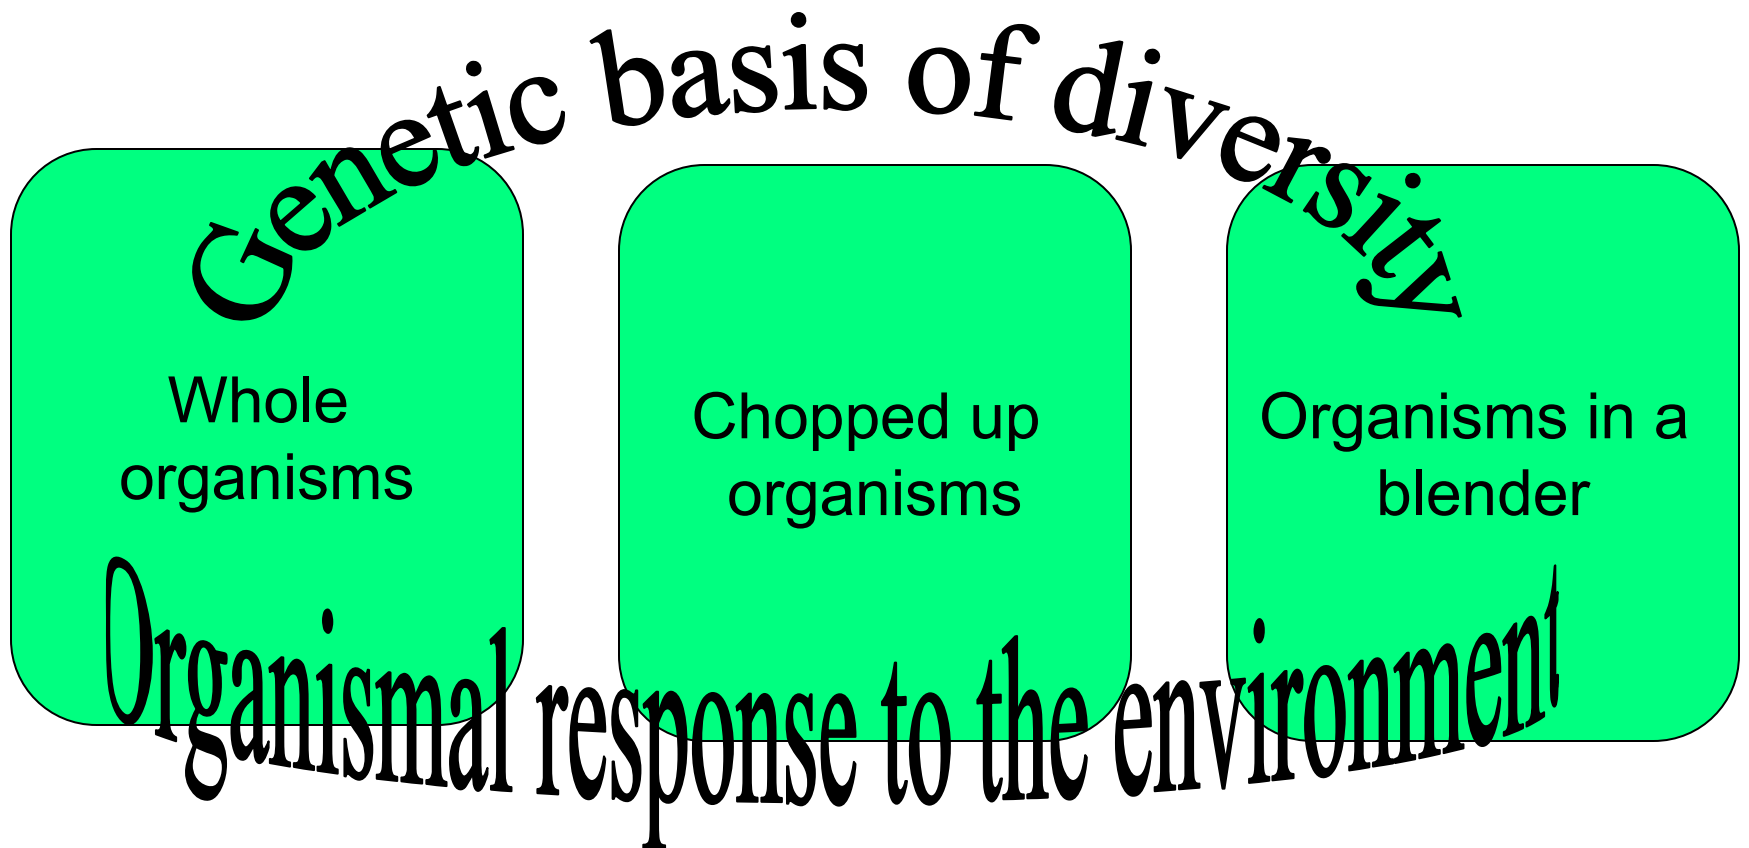 Genetic basis of diversity
Whole
organisms
Chopped up
organisms
Organisms in a
blender
Organismal response to the environment